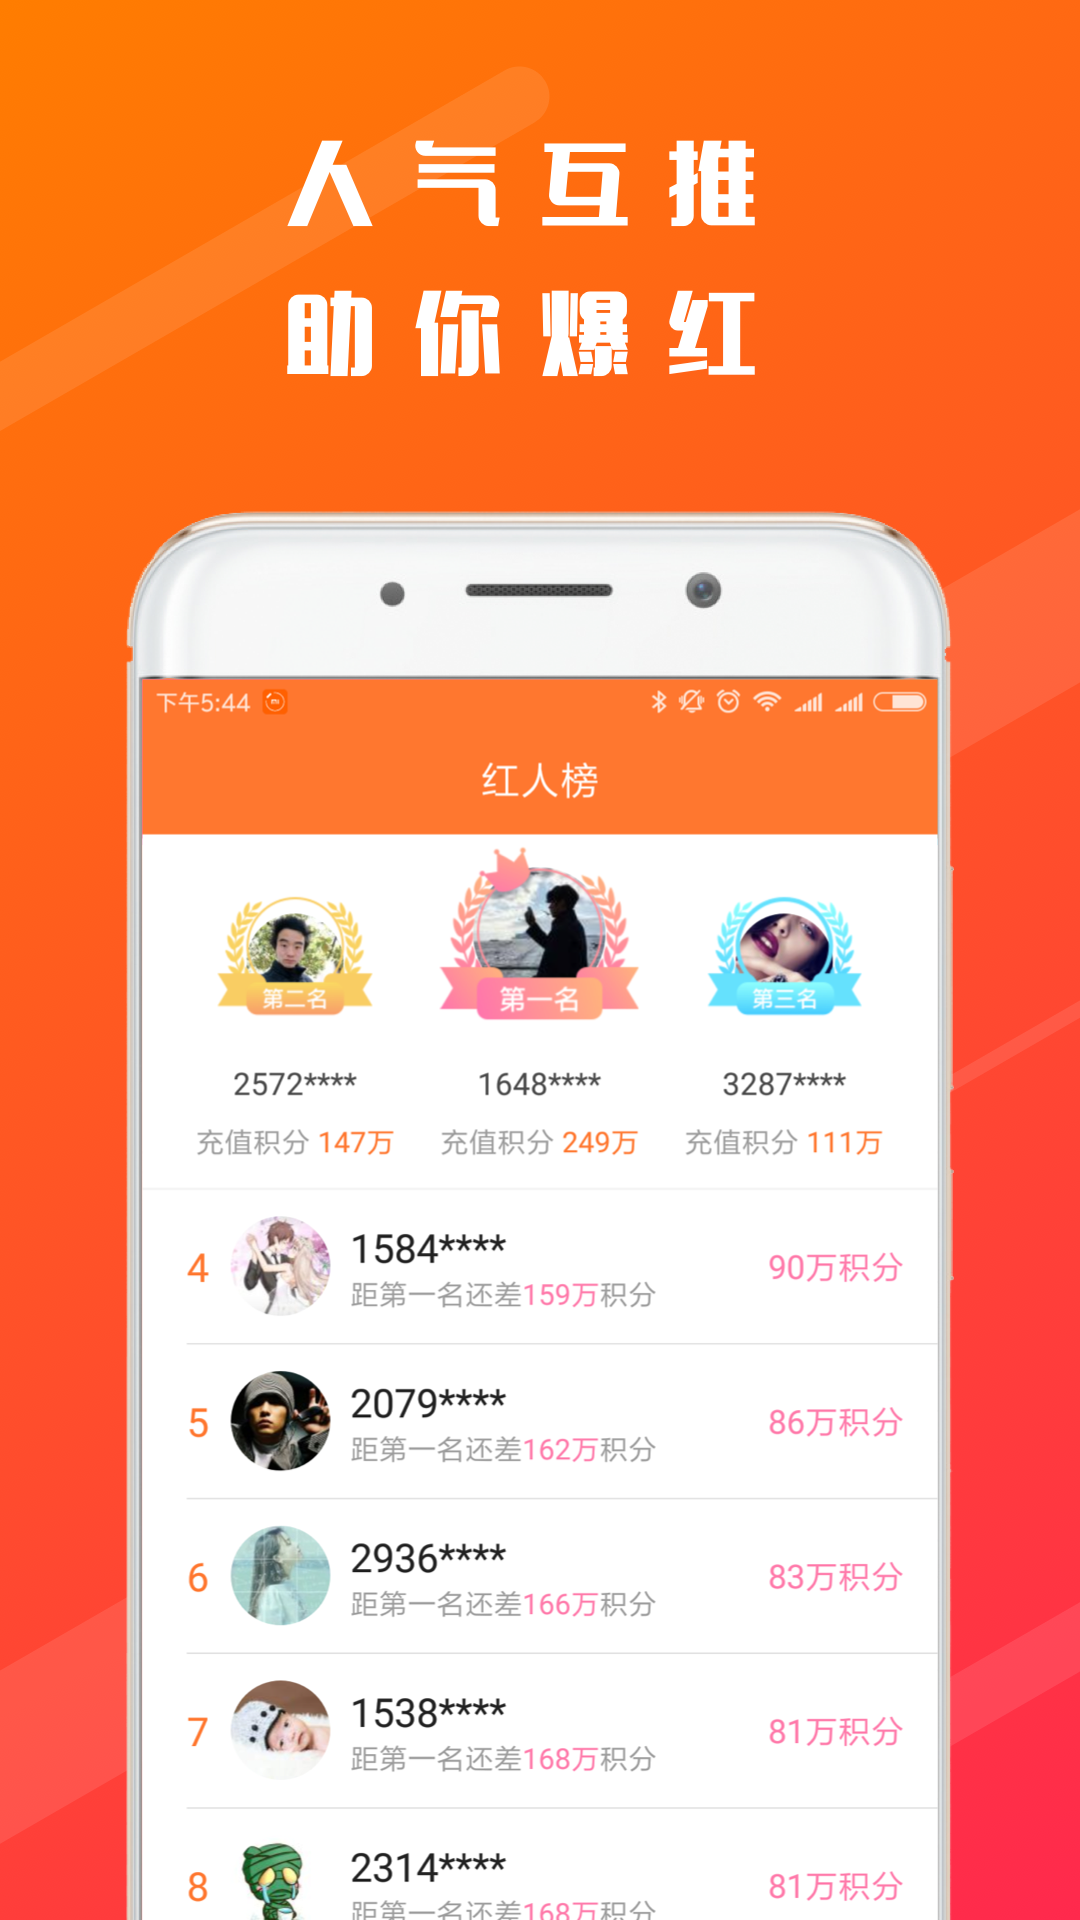 人气互推
助你爆红
下午5:44
红人榜
第二名
第一名
第三名
2572****
1648****
3287****
充值积分 147万
充值积分 249万
充值积分 111万
4
1584****
距第一名还差159万积分
90万积分
5
2079****
距第一名还差162万积分
86万积分
6
2936****
距第一名还差166万积分
83万积分
7
1538****
距第一名还差168万积分
81万积分
8
2314****
距第一名还差168万积分
81万积分